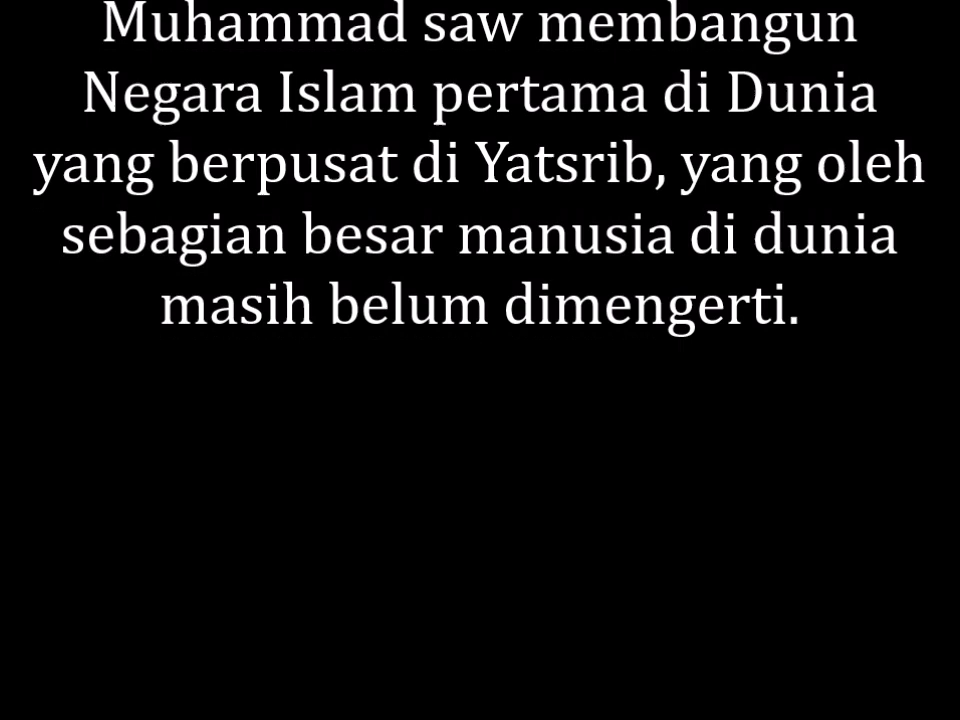 Muhammad saw membangun
Negara Islam pertama di Dunia
yang berpusat di Yatsrib, yang oleh
sebagian besar manusia di dunia
masih belum dimengerti.